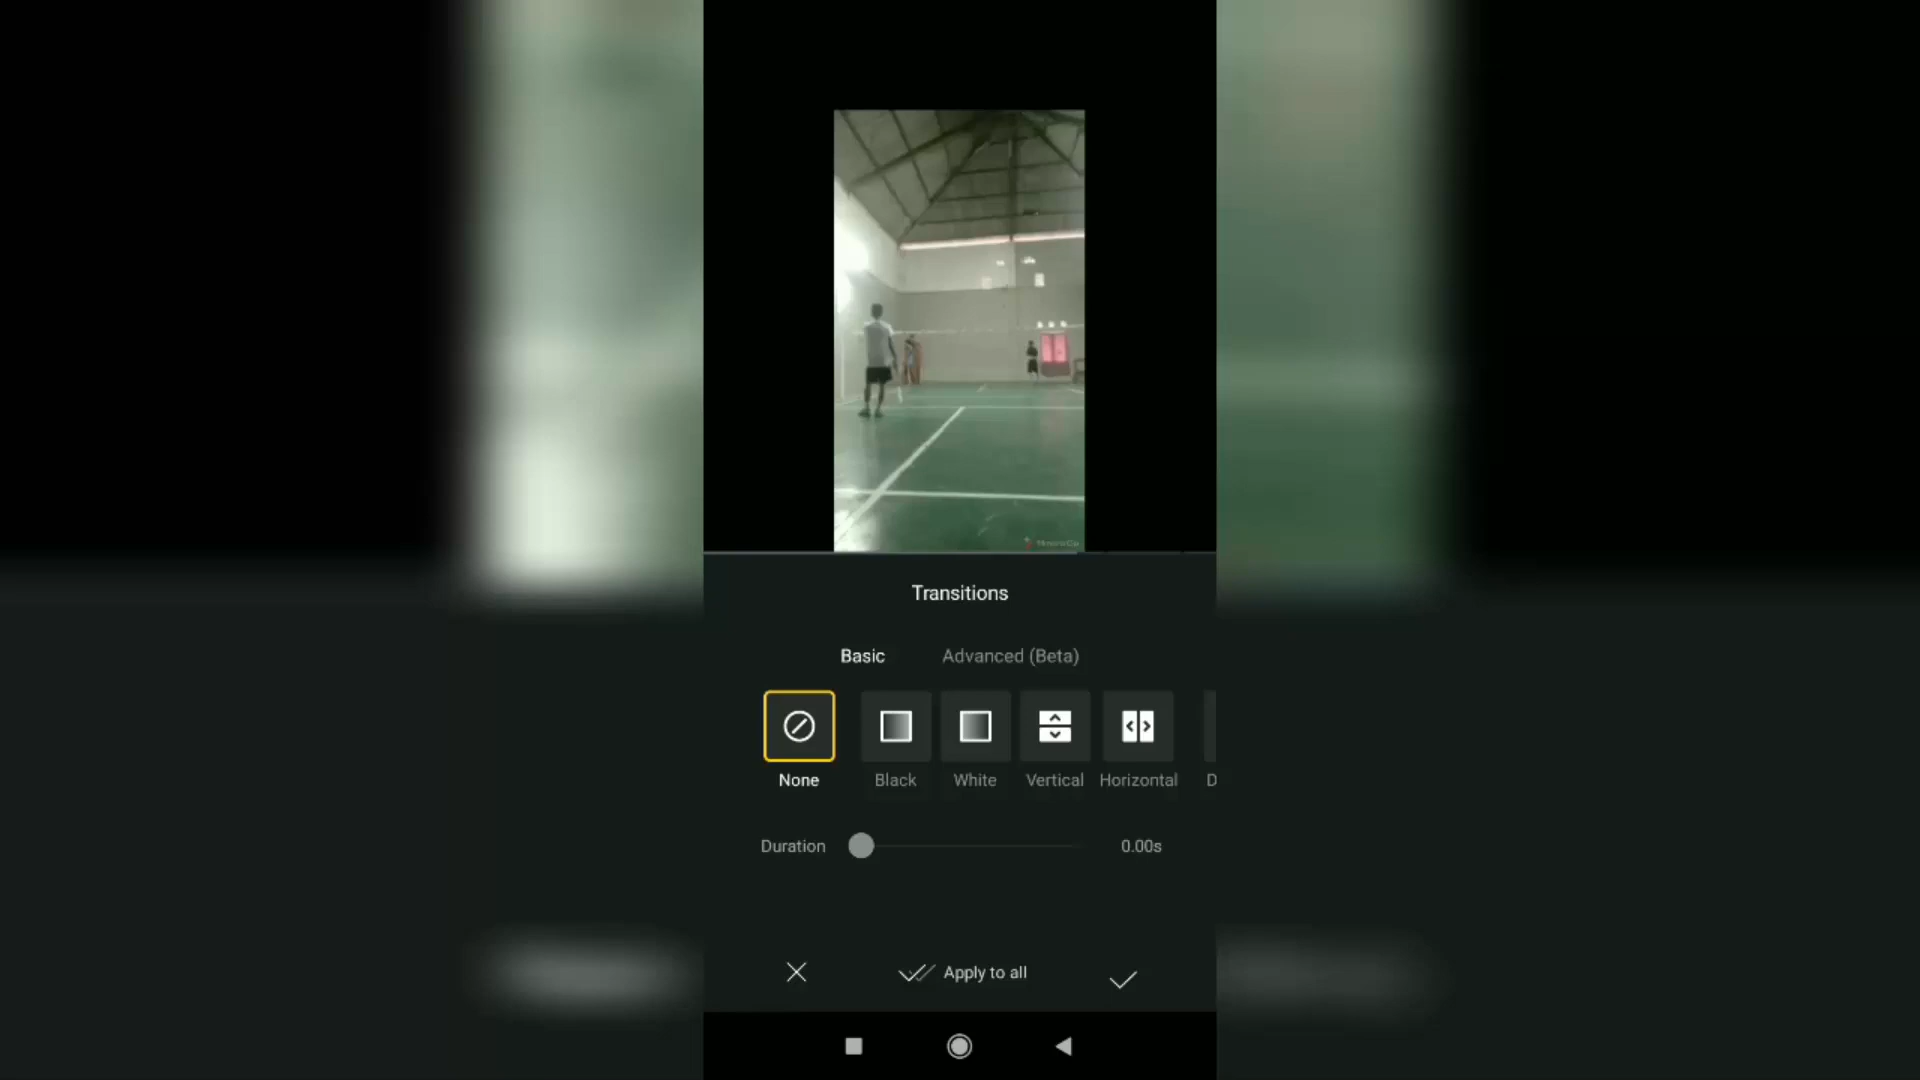 Transitions
Basic Advanced (Beta)
None Black White Vertical Horizontal D
Duration 0.00s
Apply to all